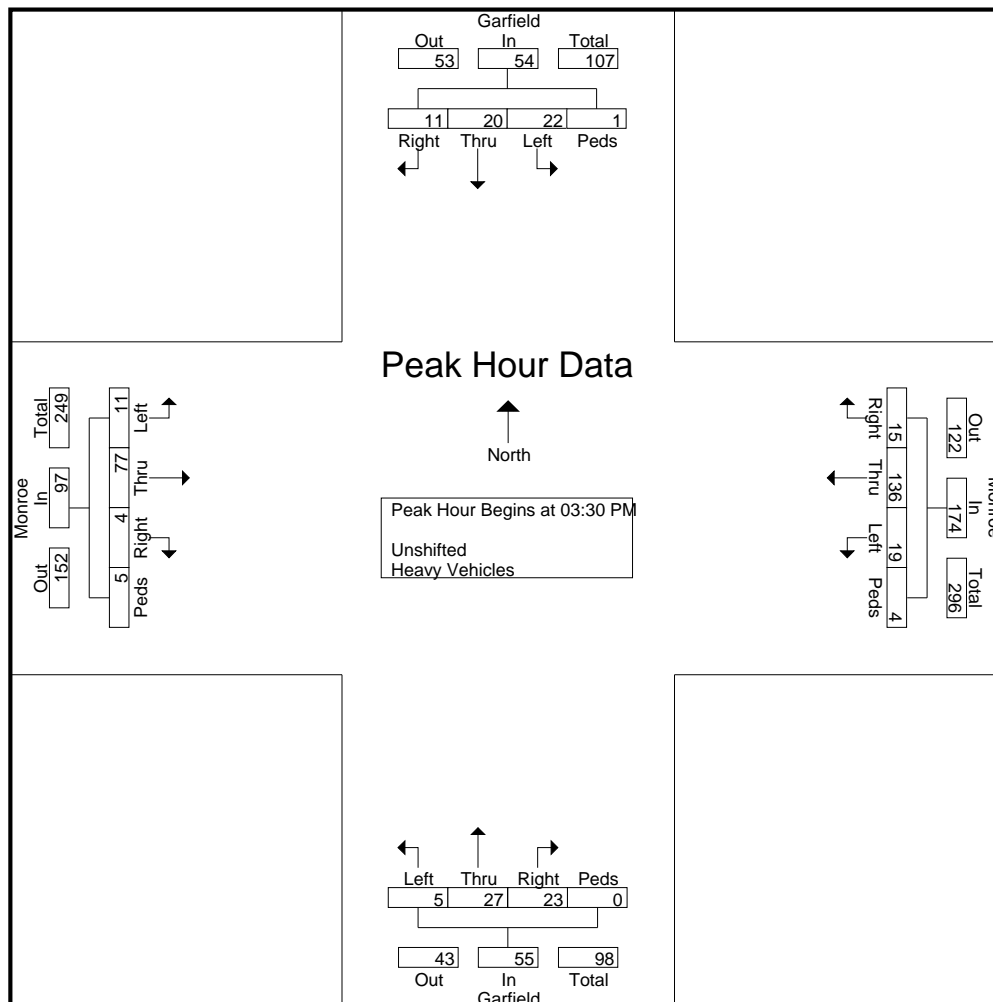 Garfield
Out In Total
53 54 107
11 20 22 1
Right Thru Left Peds
Peak Hour Data
North
Peak Hour Begins at 03:30 PM
Unshifted
Heavy Vehicles
Monroe
Out In Total
152 97 249
Left Thru Right Peds
11 77 4 5
Monroe
Out In Total
122 174 296
15 136 19 4
Right Thru Left Peds
Left Thru Right Peds
5 27 23 0
43 55 98
Out In Total
Garfield